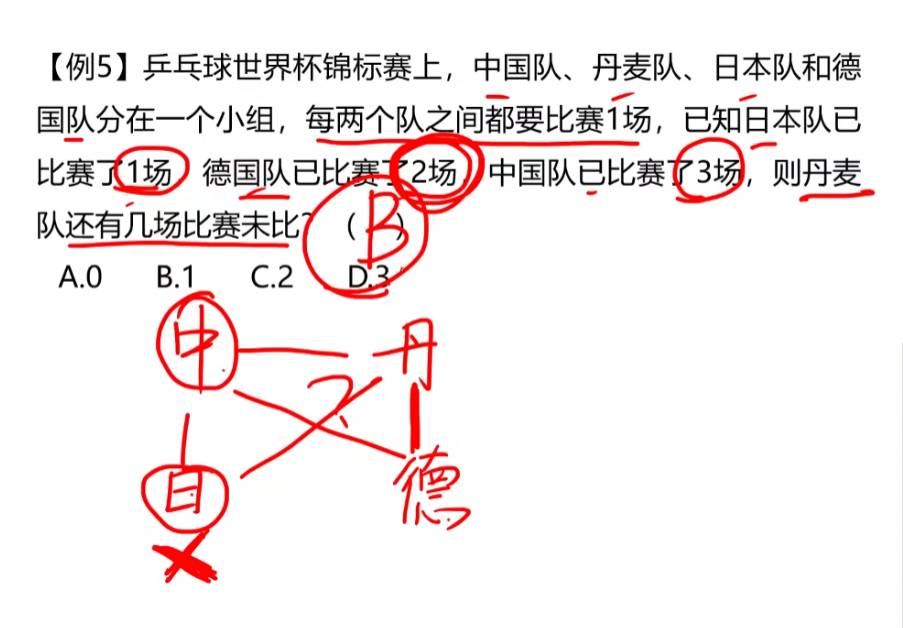 【例5】乒乓球世界杯锦标赛上，中国队、丹麦队、日本队和德
国队分在一个小组，每两个队之间都要比赛1场，已知日本队已
比赛了1场，德国队已比赛了2场，中国队已比赛了3场，则丹麦
队还有几场比赛未比？（ B ）
A.0 B.1 C.2 D.3
中 丹
?
日 德